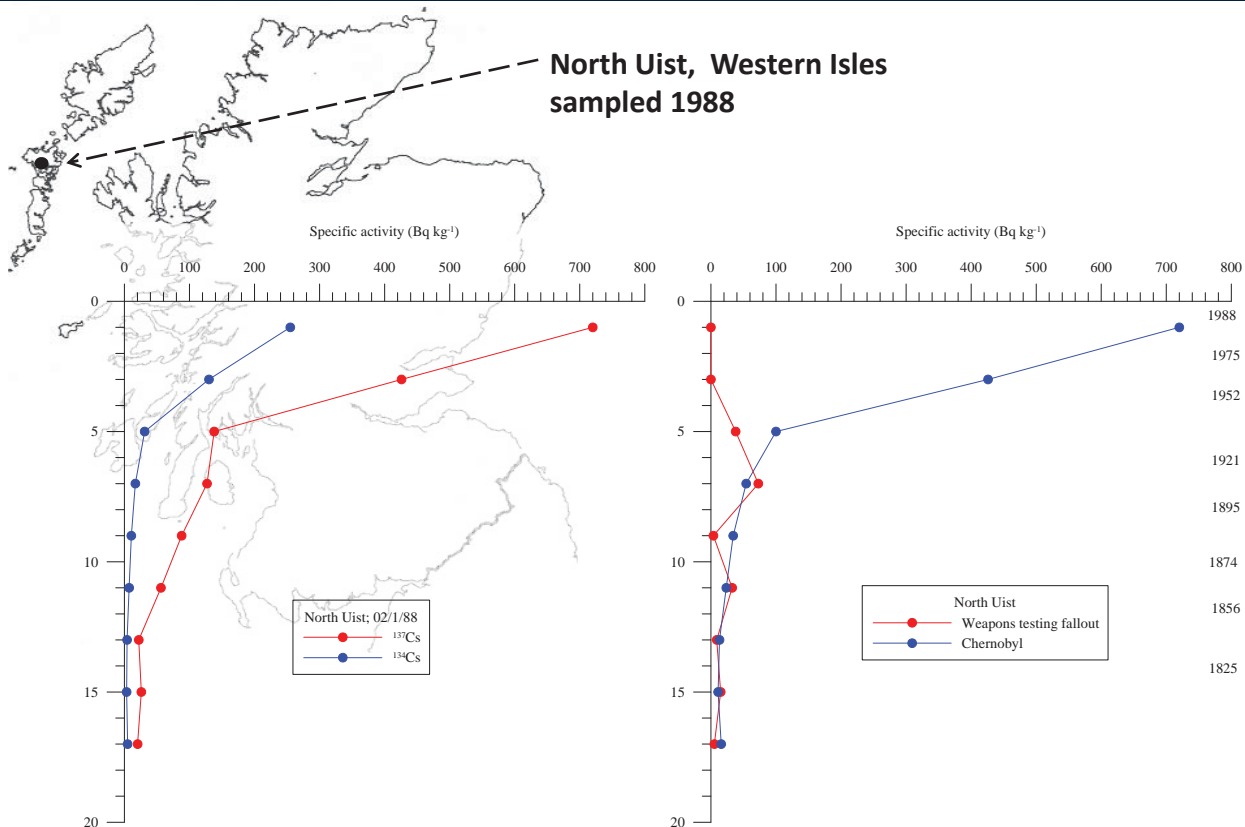 North Uist, Western Isles
sampled 1988
Specific activity (Bq kg⁻¹)
0 100 200 300 400 500 600 700 800
0
5
10
15
20
North Uist; 02/1/88
¹³⁷Cs
¹³⁴Cs
Specific activity (Bq kg⁻¹)
0 100 200 300 400 500 600 700 800
0
5
10
15
20
North Uist
Weapons testing fallout
Chernobyl
1988
1975
1952
1921
1895
1874
1856
1825